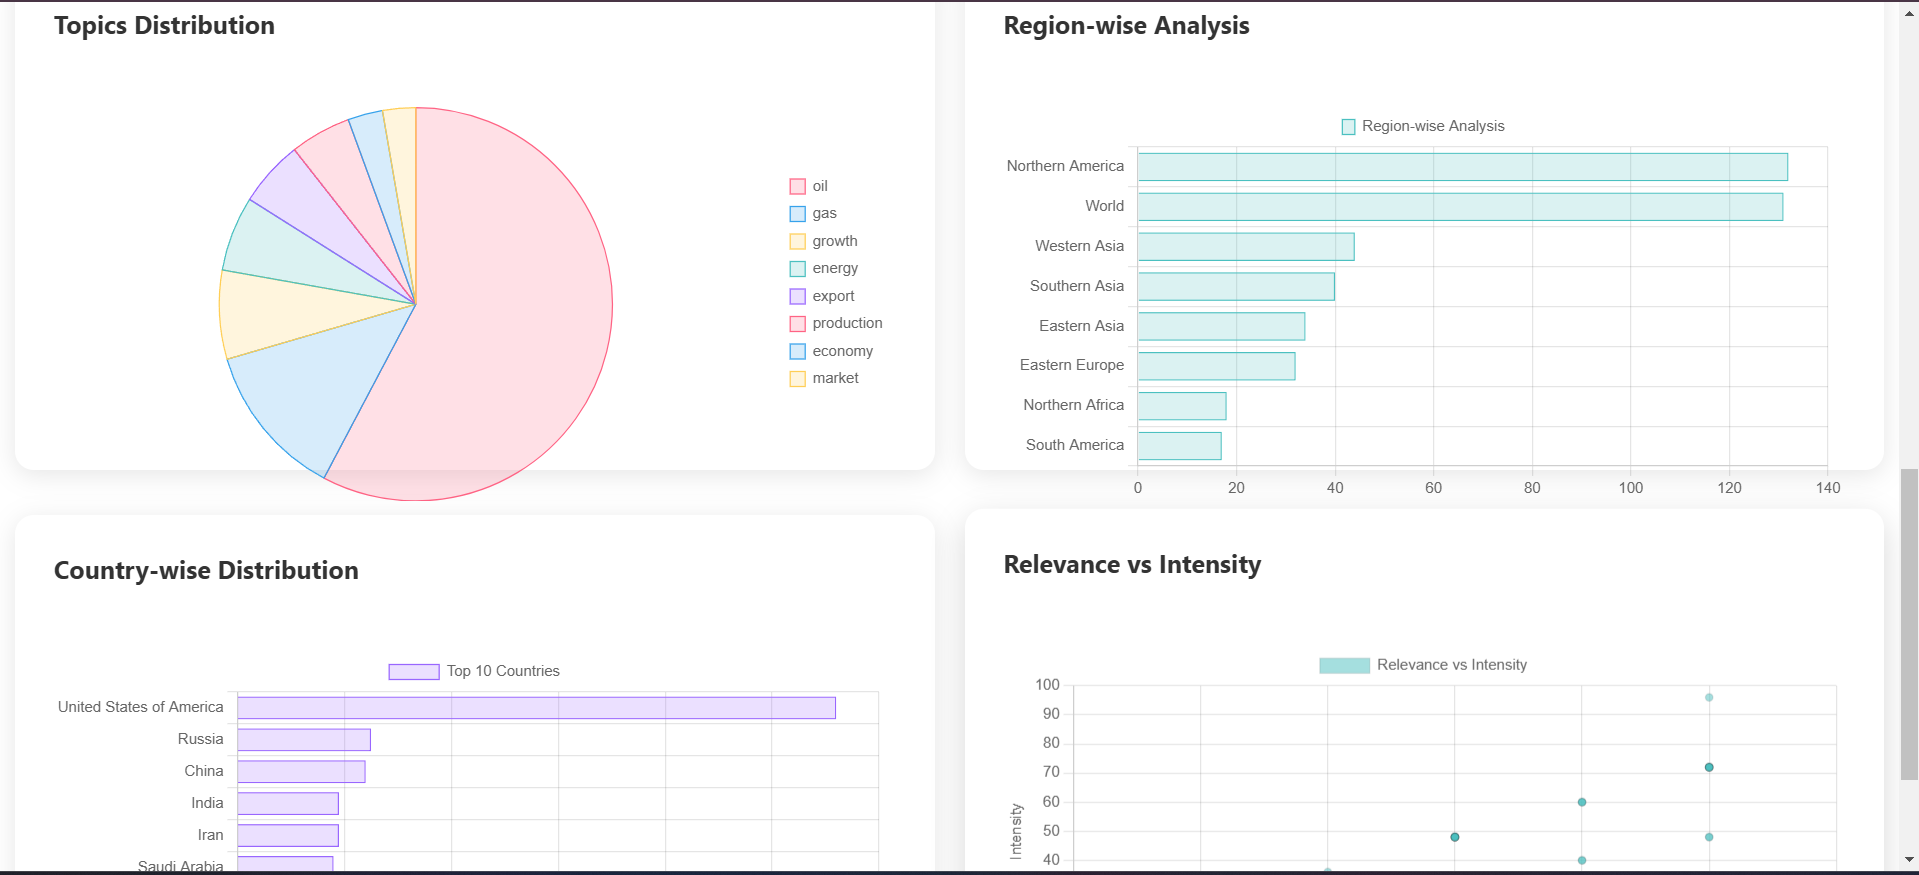 Topics Distribution
oil
gas
growth
energy
export
production
economy
market
Region-wise Analysis
Region-wise Analysis
Northern America
World
Western Asia
Southern Asia
Eastern Asia
Eastern Europe
Northern Africa
South America
0 20 40 60 80 100 120 140
Country-wise Distribution
Top 10 Countries
United States of America
Russia
China
India
Iran
Saudi Arabia
Relevance vs Intensity
Relevance vs Intensity
100
90
80
70
60
50
40
Intensity